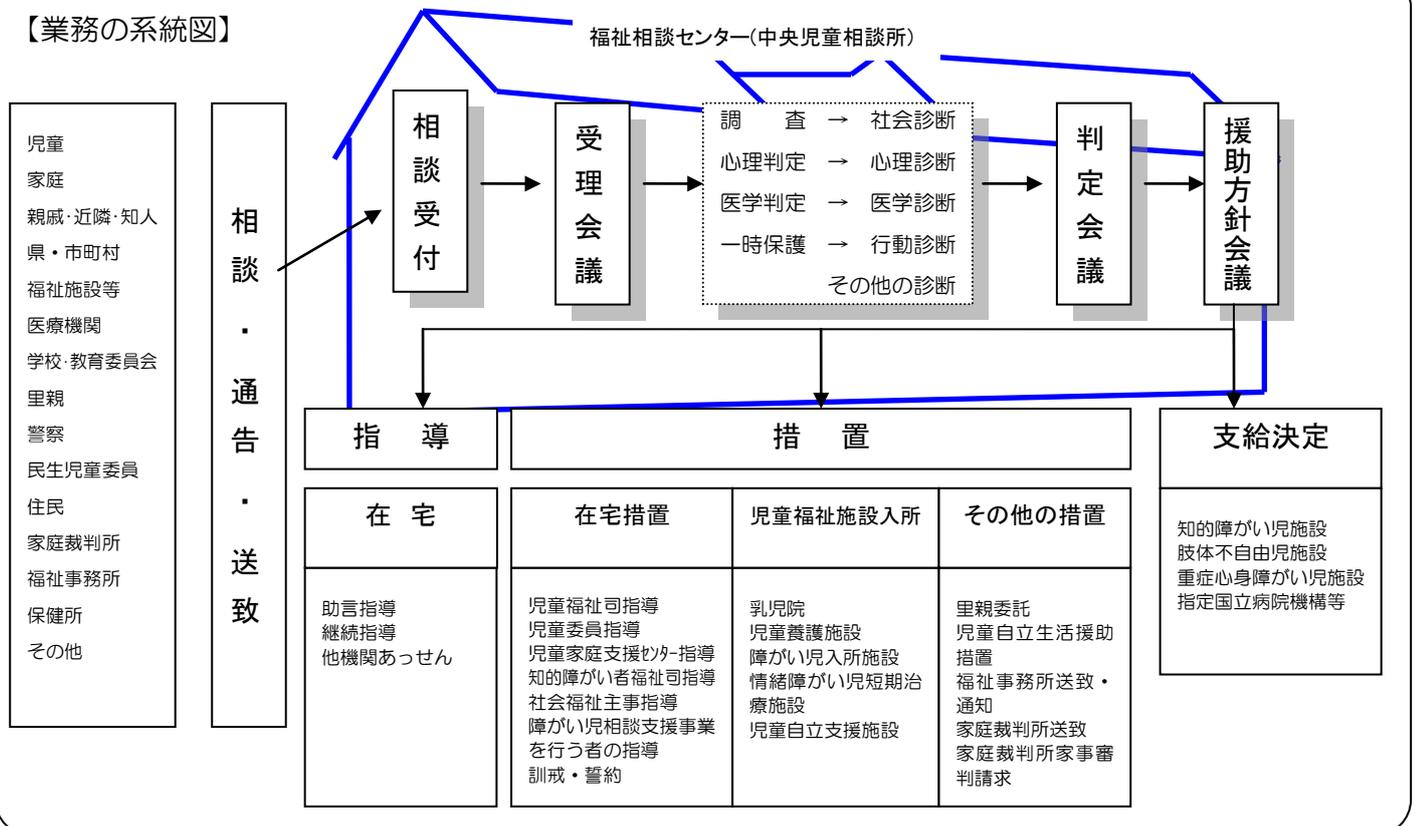 【業務の系統図】
福祉相談センター(中央児童相談所)
児童
家庭
親戚・近隣・知人
県・市町村
福祉施設等
医療機関
学校・教育委員会
里親
警察
民生児童委員
住民
家庭裁判所
福祉事務所
保健所
その他
相談・通告・送致
相談受付
受理会議
調　　査　→　社会診断
心理判定　→　心理診断
医学判定　→　医学診断
一時保護　→　行動診断
その他の診断
判定会議
援助方針会議
指　導
在　宅
助言指導
継続指導
他機関あっせん
措　置
在宅措置
児童福祉司指導
児童委員指導
児童家庭支援ｾﾝﾀｰ指導
知的障がい者福祉司指導
社会福祉主事指導
障がい児相談支援事業
を行う者の指導
訓戒・誓約
児童福祉施設入所
乳児院
児童養護施設
障がい児入所施設
情緒障がい児短期治
療施設
児童自立支援施設
その他の措置
里親委託
児童自立生活援助
措置
福祉事務所送致・
通知
家庭裁判所送致
家庭裁判所家事審
判請求
支給決定
知的障がい児施設
肢体不自由児施設
重症心身障がい児施設
指定国立病院機構等